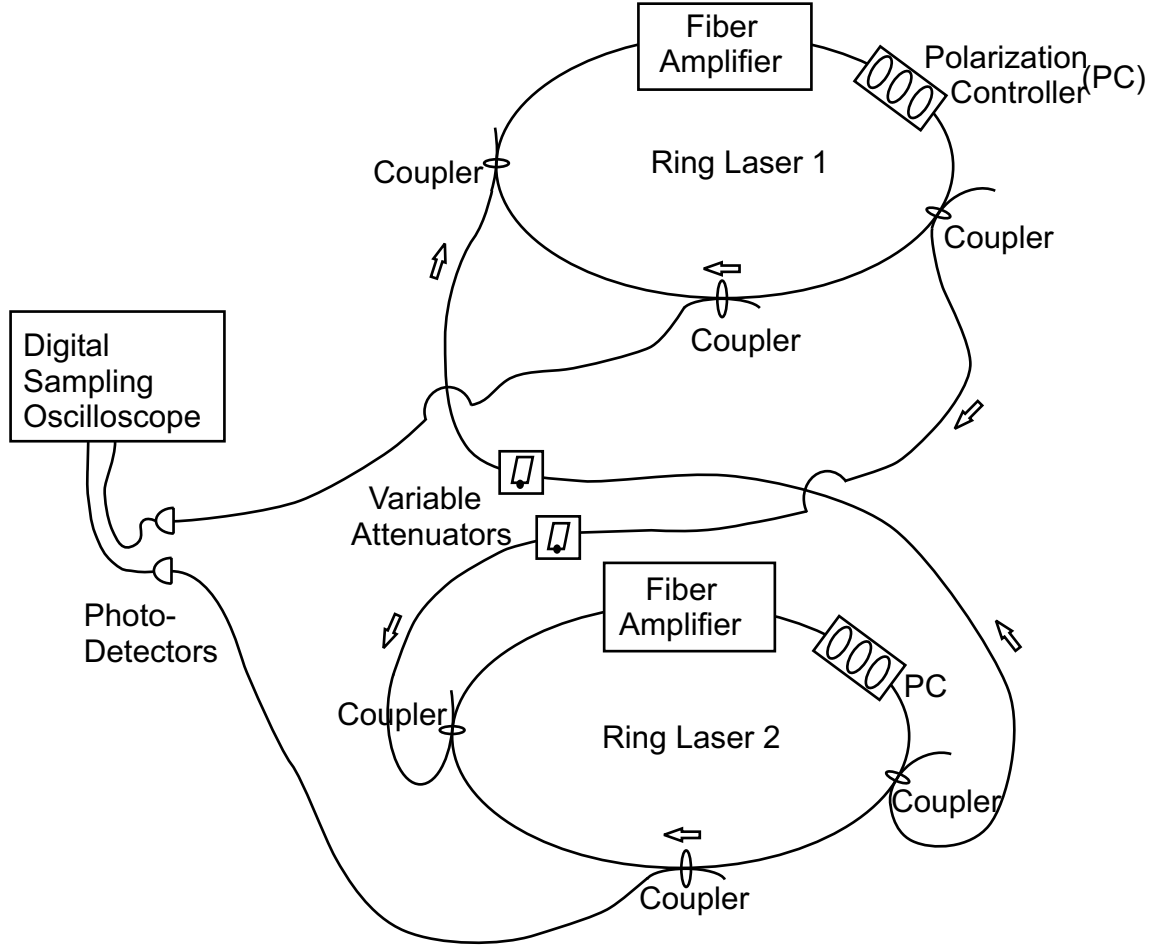 Fiber
Amplifier
Polarization
Controller (PC)
Coupler
Ring Laser 1
Coupler
Coupler
Digital
Sampling
Oscilloscope
Variable
Attenuators
Fiber
Amplifier
Photo-
Detectors
PC
Coupler
Ring Laser 2
Coupler
Coupler